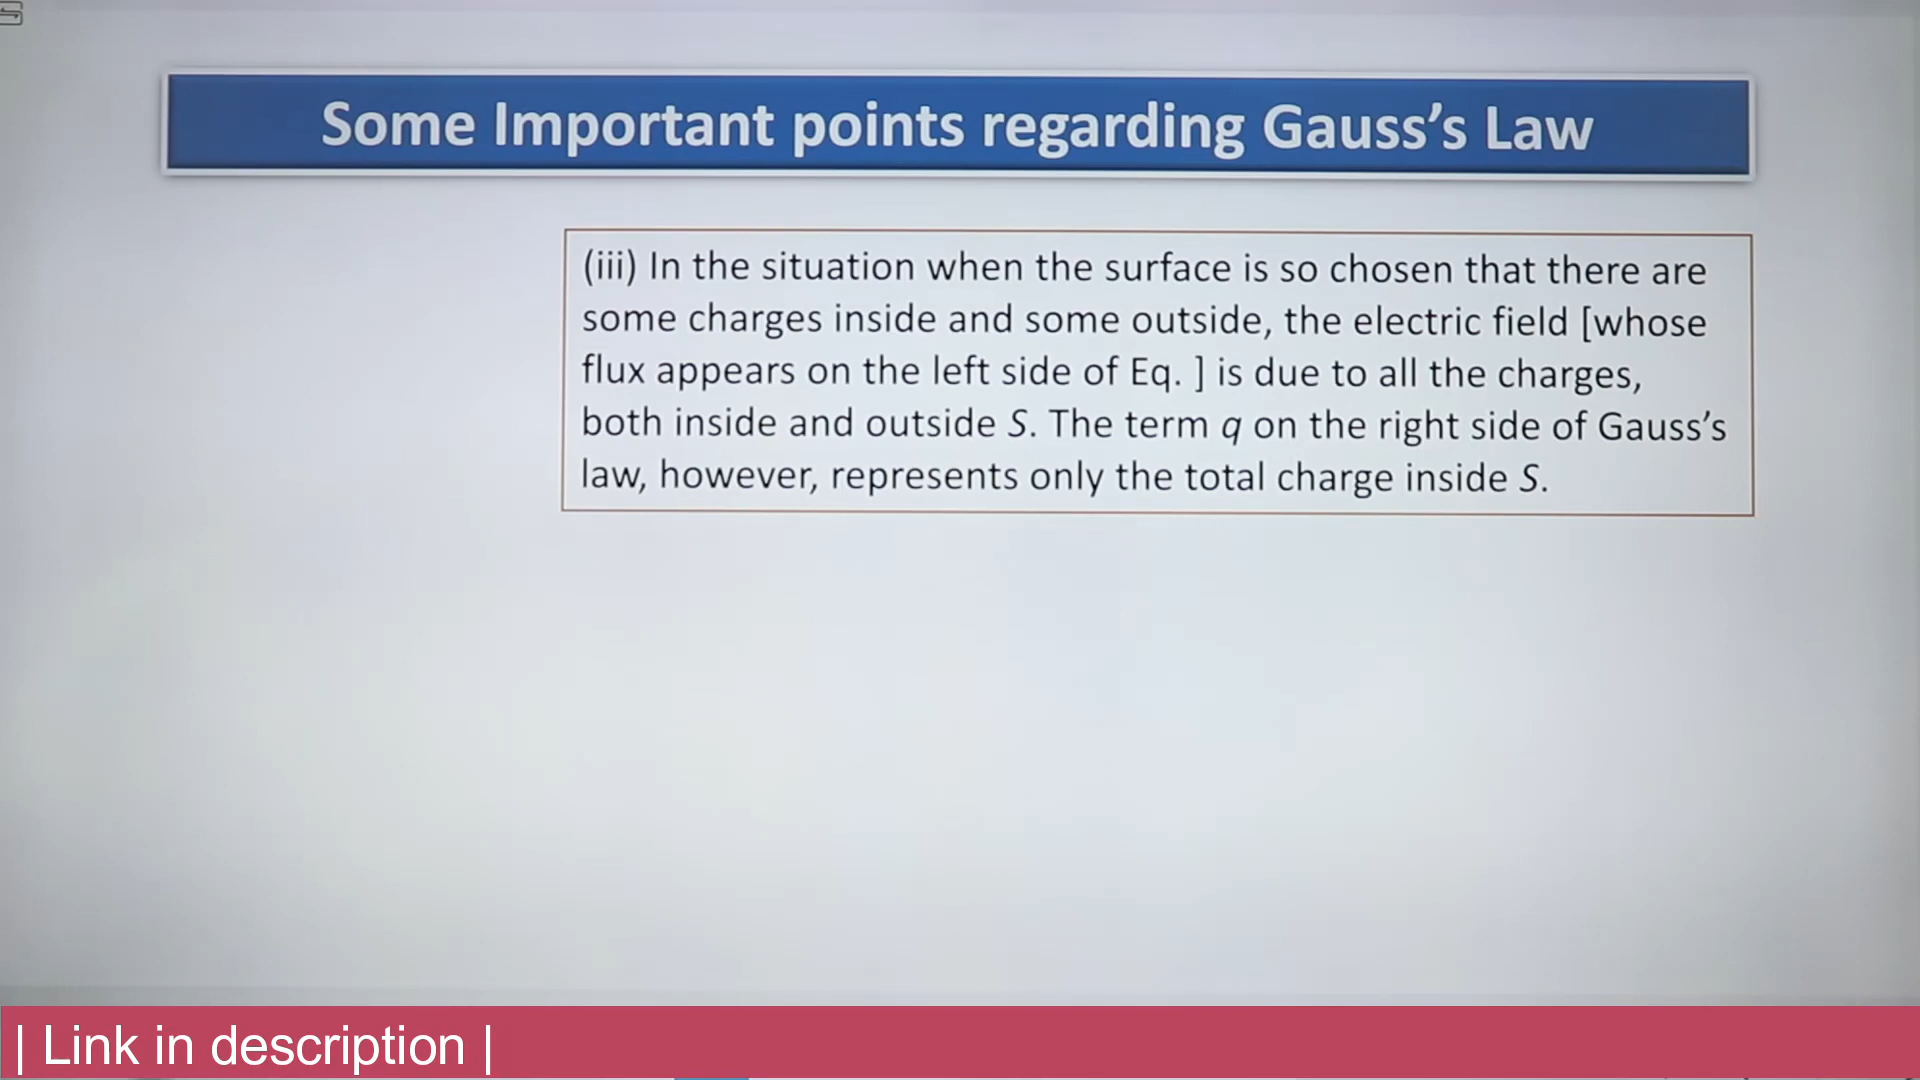 Some Important points regarding Gauss's Law
(iii) In the situation when the surface is so chosen that there are
some charges inside and some outside, the electric field [whose
flux appears on the left side of Eq. ] is due to all the charges,
both inside and outside S. The term q on the right side of Gauss's
law, however, represents only the total charge inside S.
| Link in description |